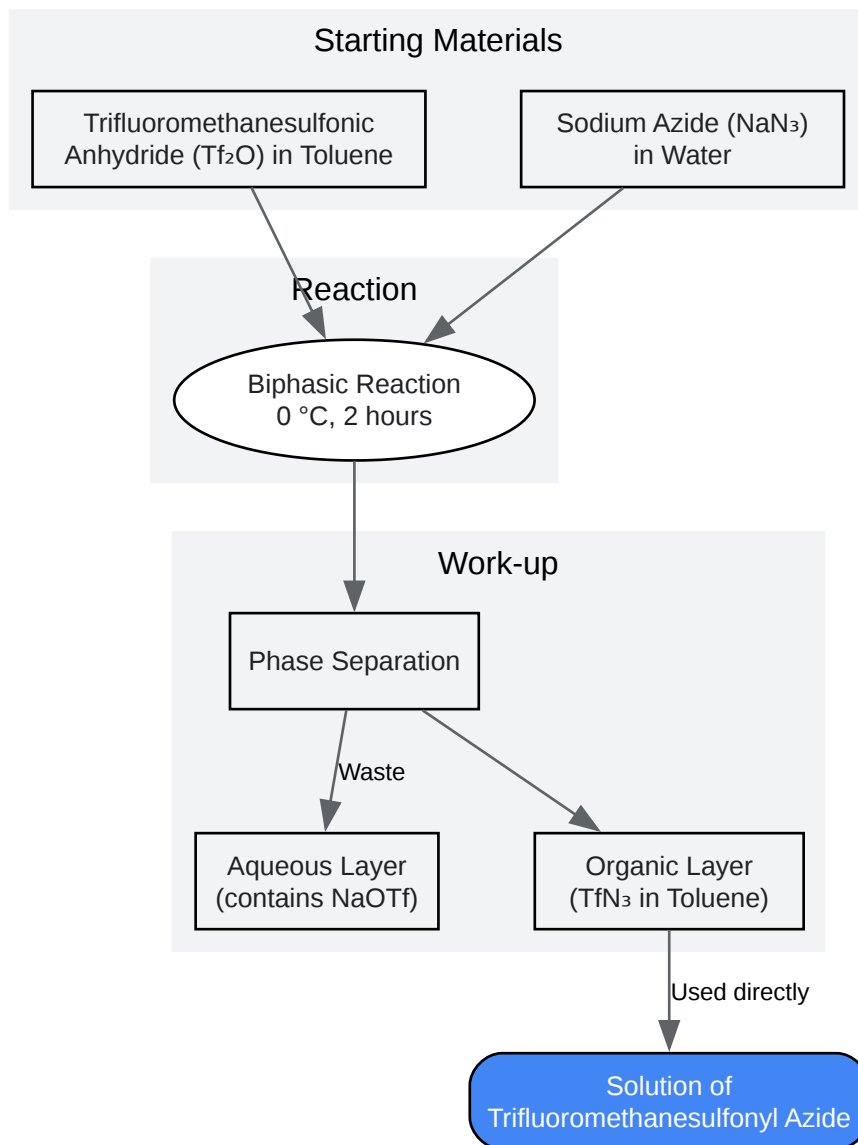 Starting Materials
Trifluoromethanesulfonic
Anhydride (Tf₂O) in Toluene
Sodium Azide (NaN₃)
in Water
Reaction
Biphasic Reaction
0 °C, 2 hours
Work-up
Phase Separation
Waste
Aqueous Layer
(contains NaOTf)
Organic Layer
(TfN₃ in Toluene)
Used directly
Solution of
Trifluoromethanesulfonyl Azide